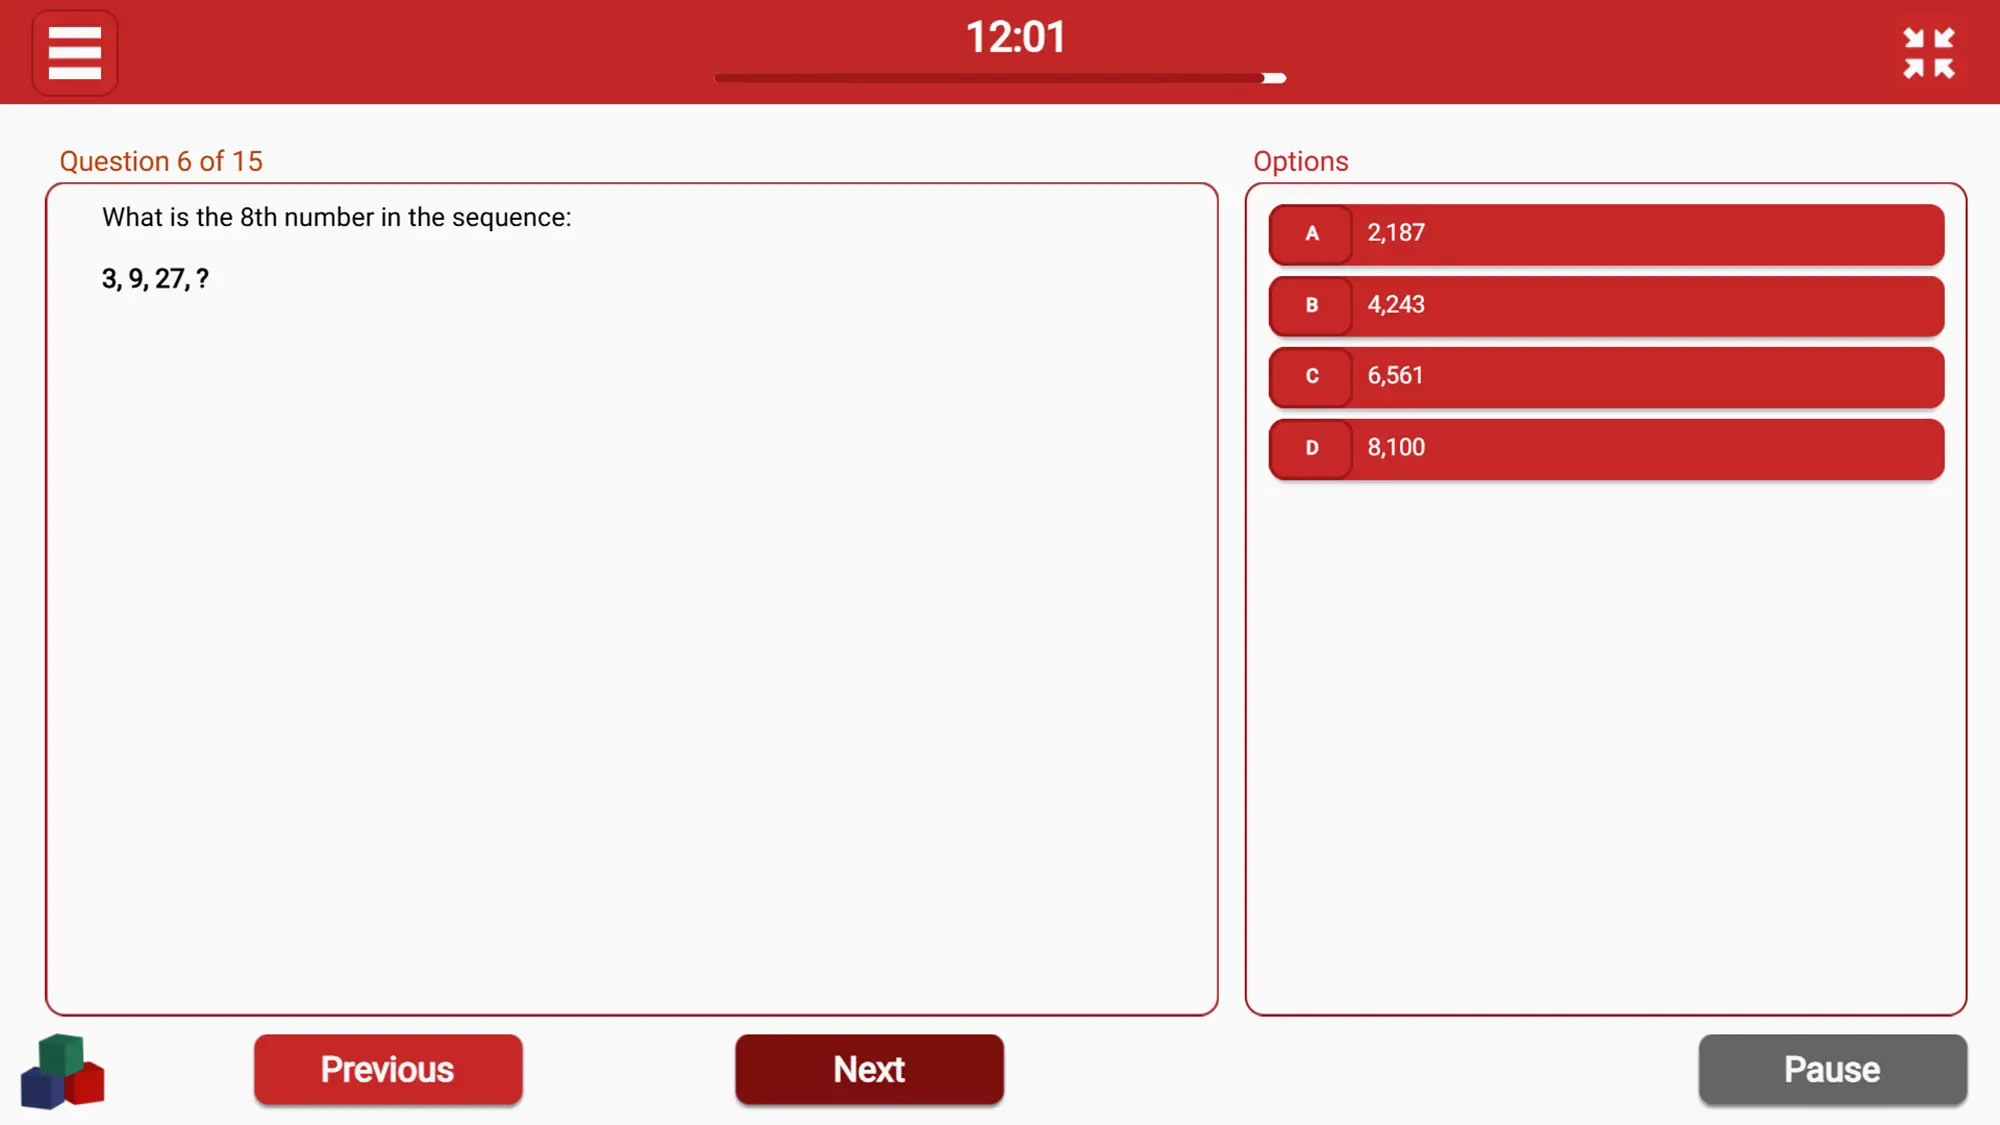 12:01
Question 6 of 15
What is the 8th number in the sequence:
3, 9, 27, ?
Options
A 2,187
B 4,243
C 6,561
D 8,100
Previous
Next
Pause